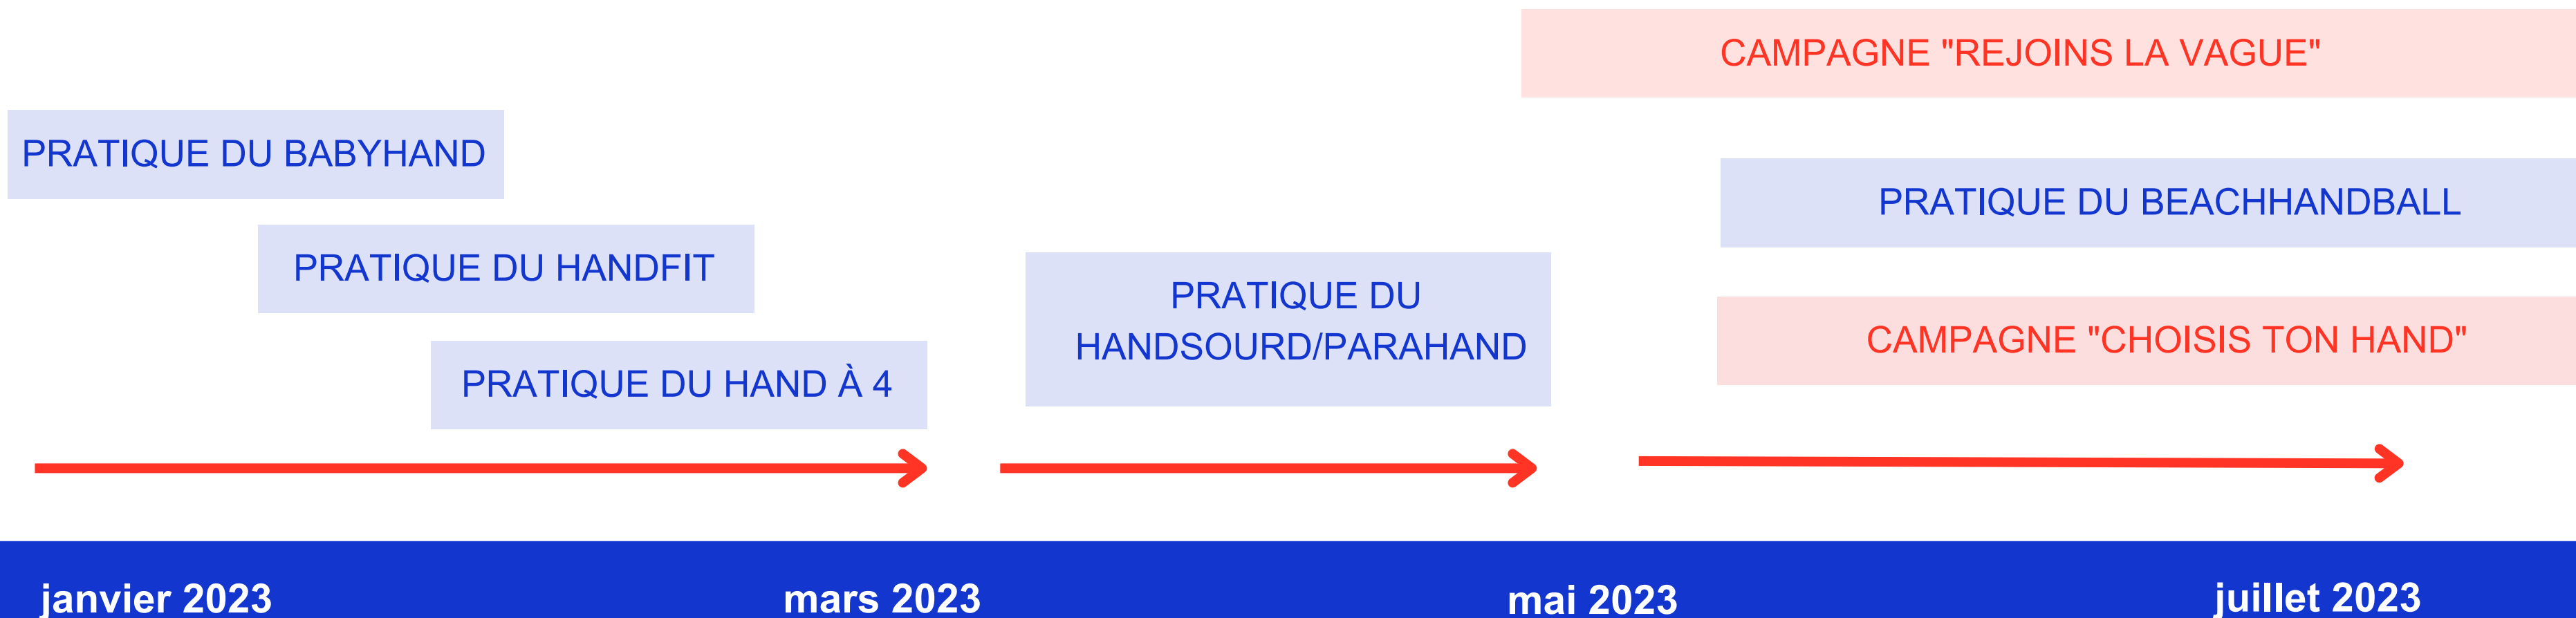 CAMPAGNE "REJOINS LA VAGUE"
PRATIQUE DU BABYHAND
PRATIQUE DU BEACHHANDBALL
PRATIQUE DU HANDFIT
PRATIQUE DU
HANDSOURD/PARAHAND
CAMPAGNE "CHOISIS TON HAND"
PRATIQUE DU HAND À 4
janvier 2023
mars 2023
mai 2023
juillet 2023